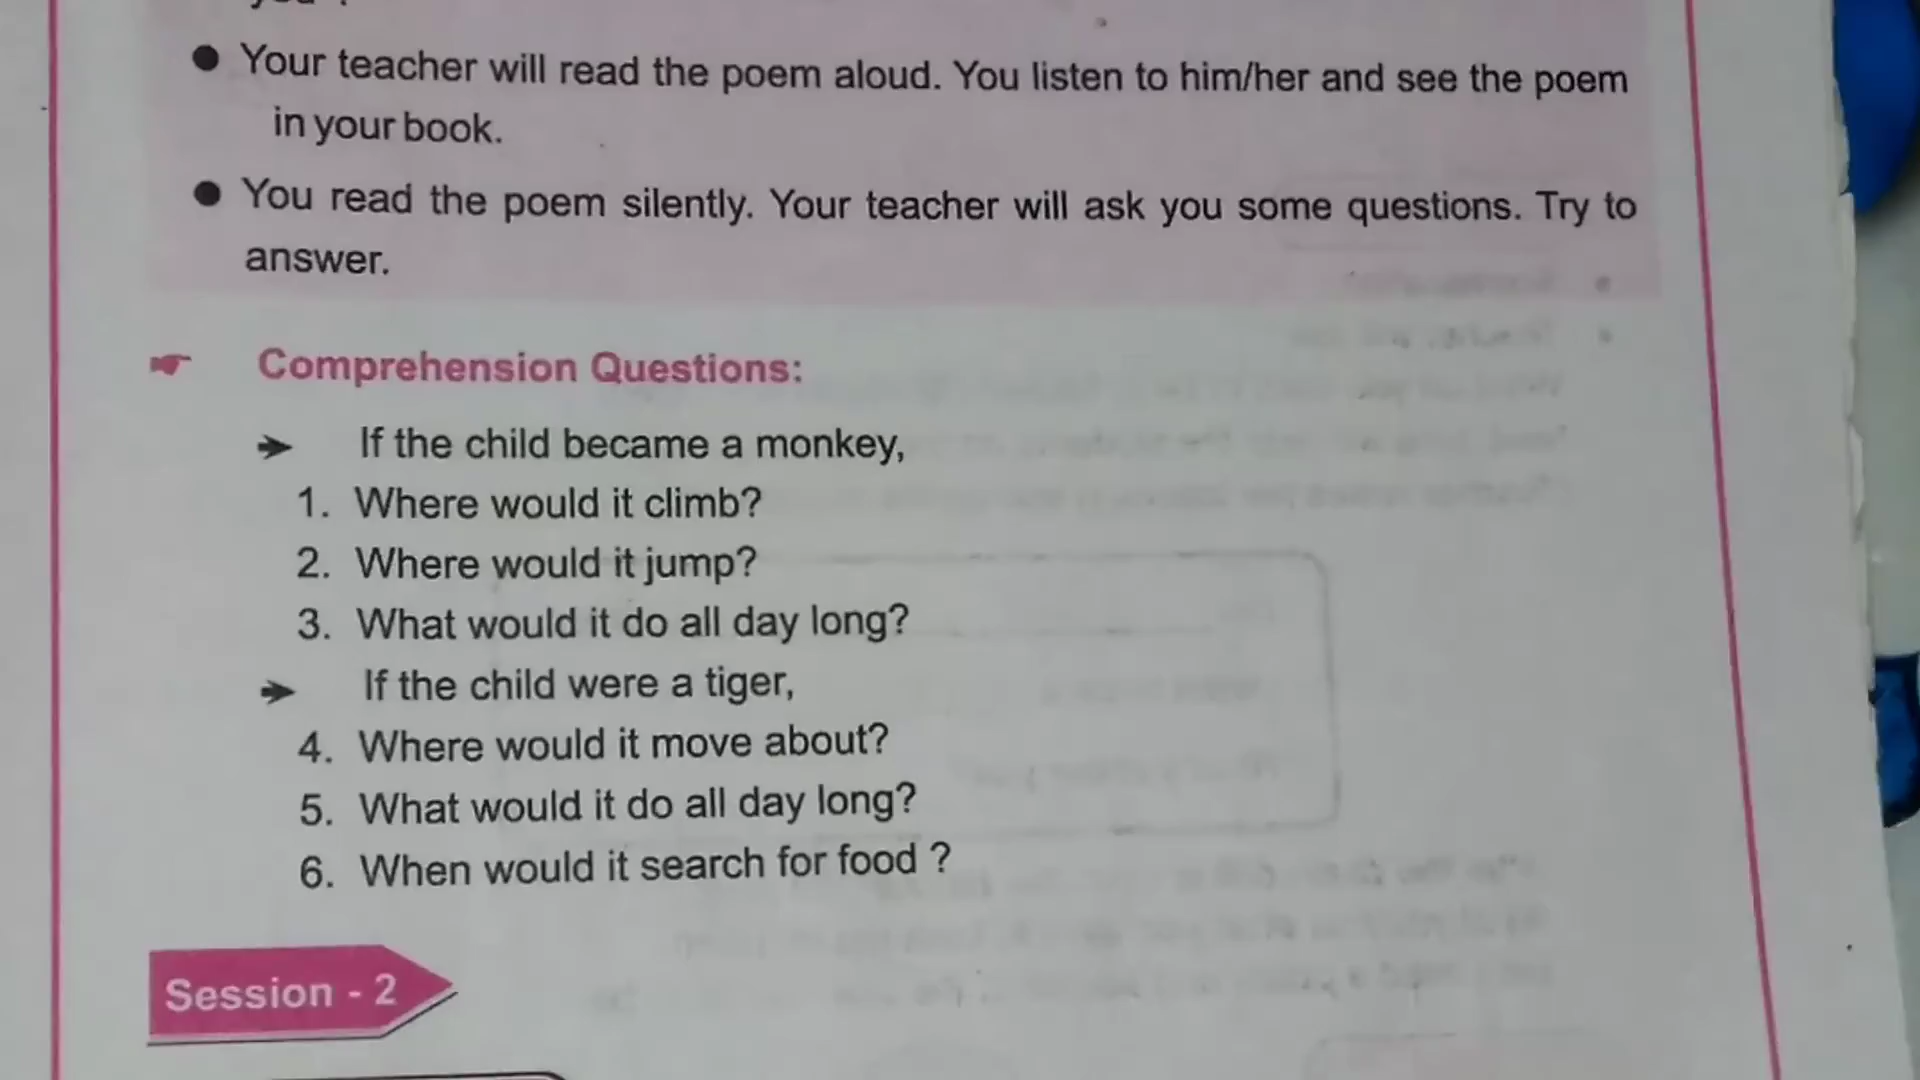 ● Your teacher will read the poem aloud. You listen to him/her and see the poem
in your book.
● You read the poem silently. Your teacher will ask you some questions. Try to
answer.
Comprehension Questions:
➤ If the child became a monkey,
1. Where would it climb?
2. Where would it jump?
3. What would it do all day long?
➤ If the child were a tiger,
4. Where would it move about?
5. What would it do all day long?
6. When would it search for food ?
Session - 2